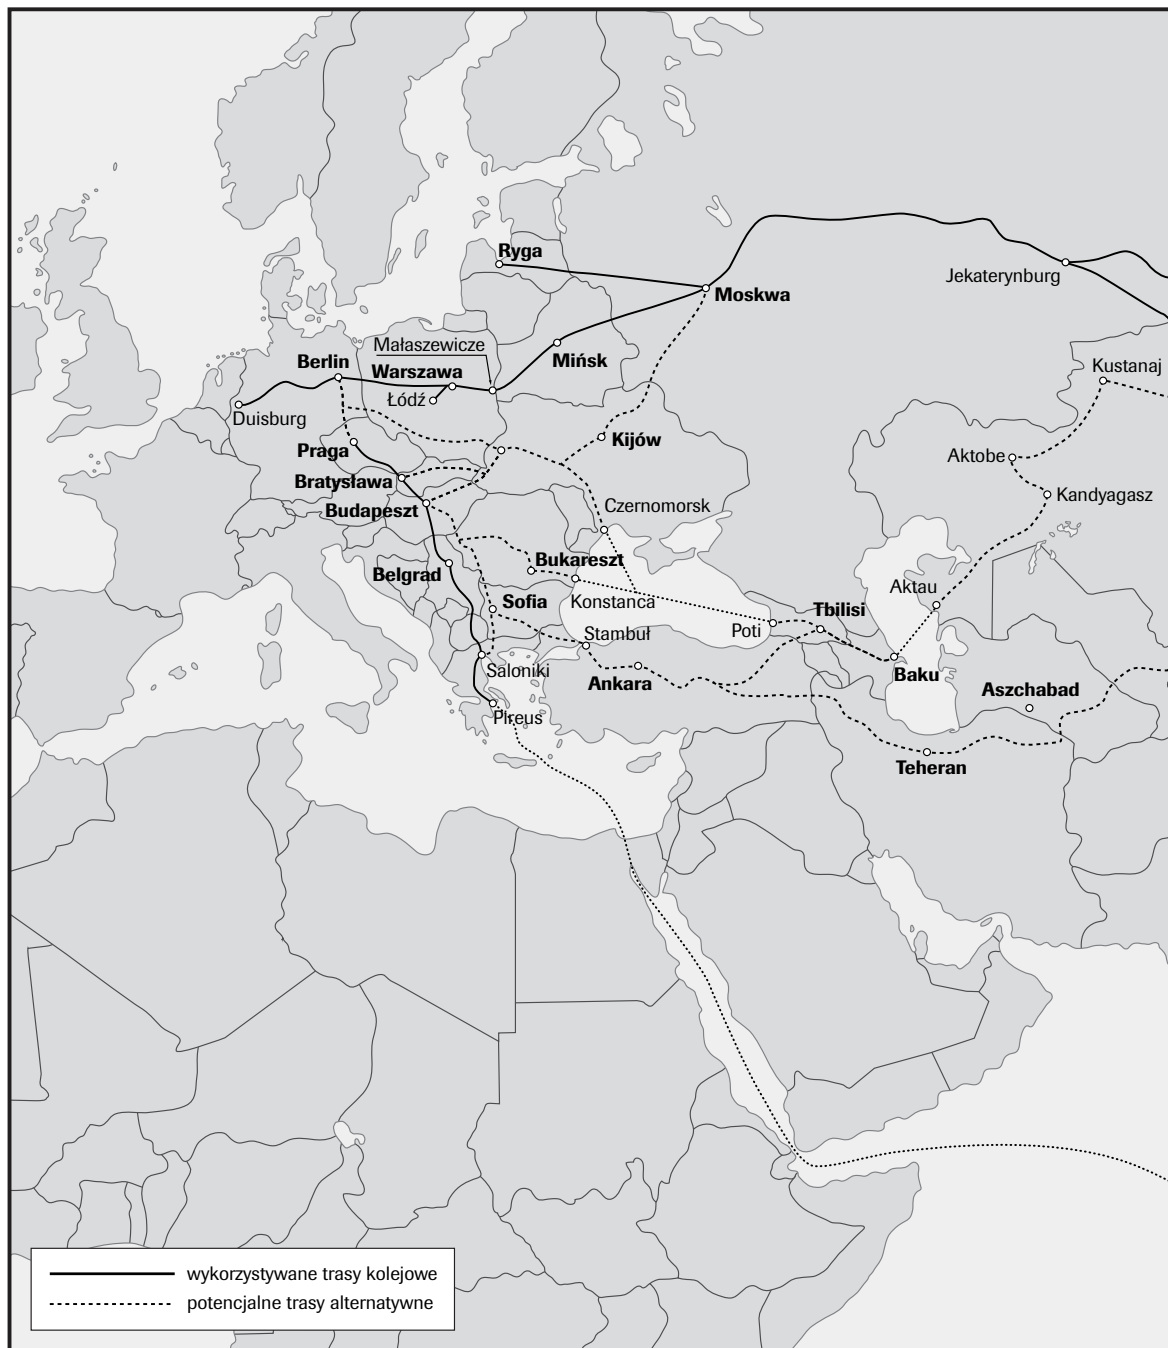 Ryga
Moskwa
Jekaterynburg
Małaszewicze
Mińsk
Berlin
Warszawa
Kustanaj
Łódź
Duisburg
Kijów
Praga
Aktobe
Bratysława
Kandyagasz
Budapeszt
Czernomorsk
Bukareszt
Belgrad
Aktau
Konstanca
Sofia
Tbilisi
Stambuł
Poti
Saloniki
Baku
Ankara
Aszchabad
Pireus
Teheran
wykorzystywane trasy kolejowe
potencjalne trasy alternatywne